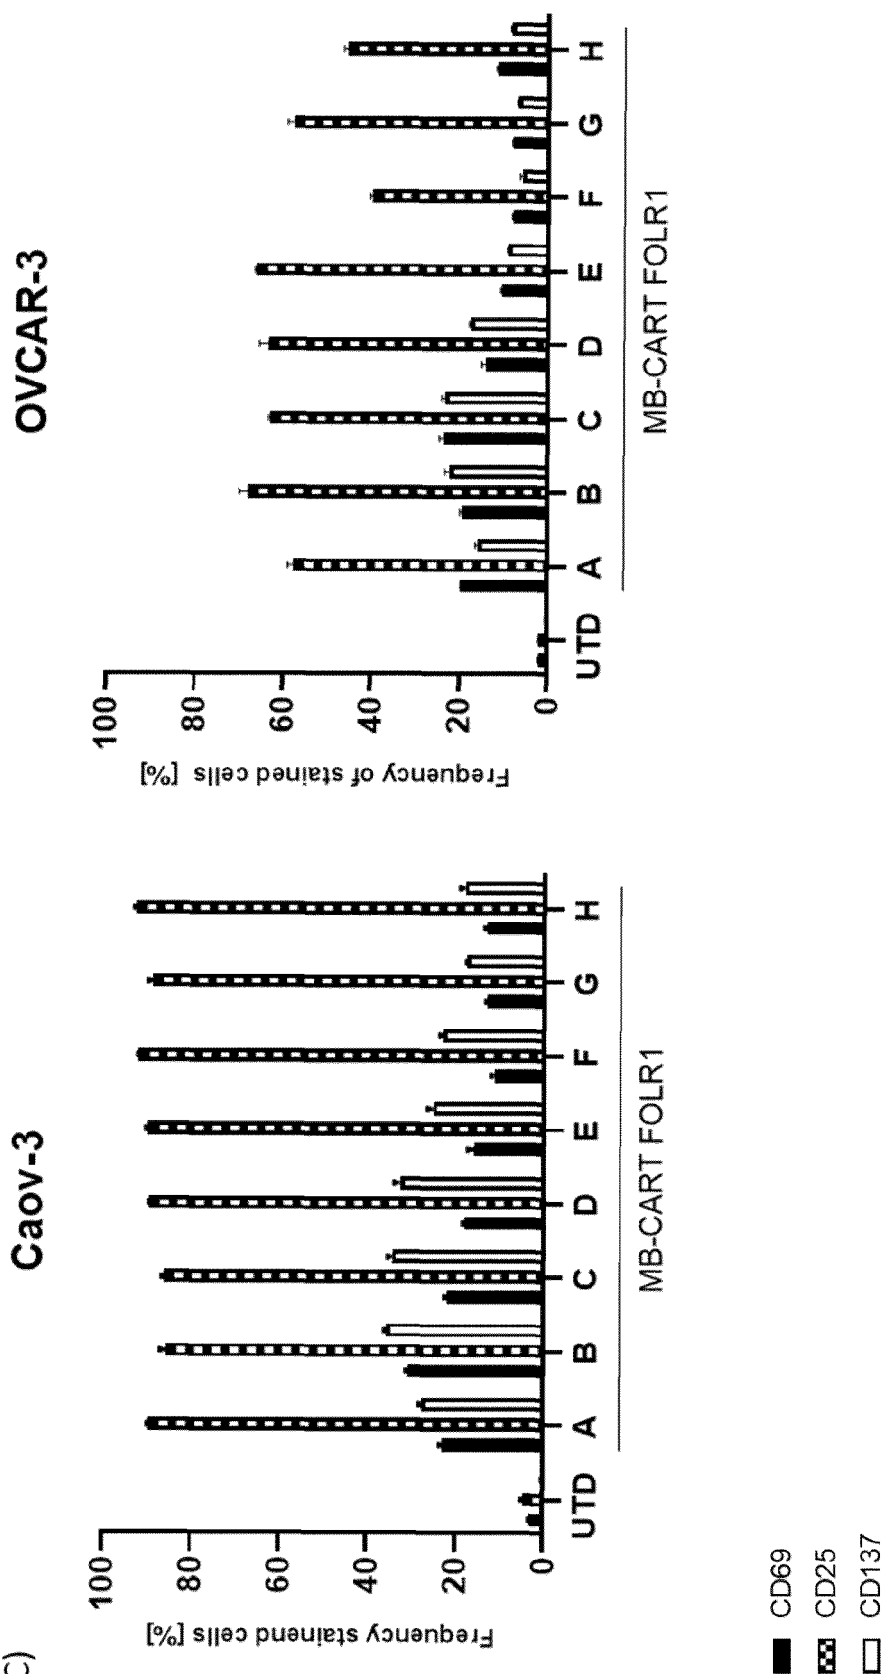 C)
Caov-3
Frequency stainend cells [%]
100
80
60
40
20
0
UTD A B C D E F G H
MB-CART FOLR1
OVCAR-3
Frequency of stained cells [%]
100
80
60
40
20
0
UTD A B C D E F G H
MB-CART FOLR1
CD69
CD25
CD137